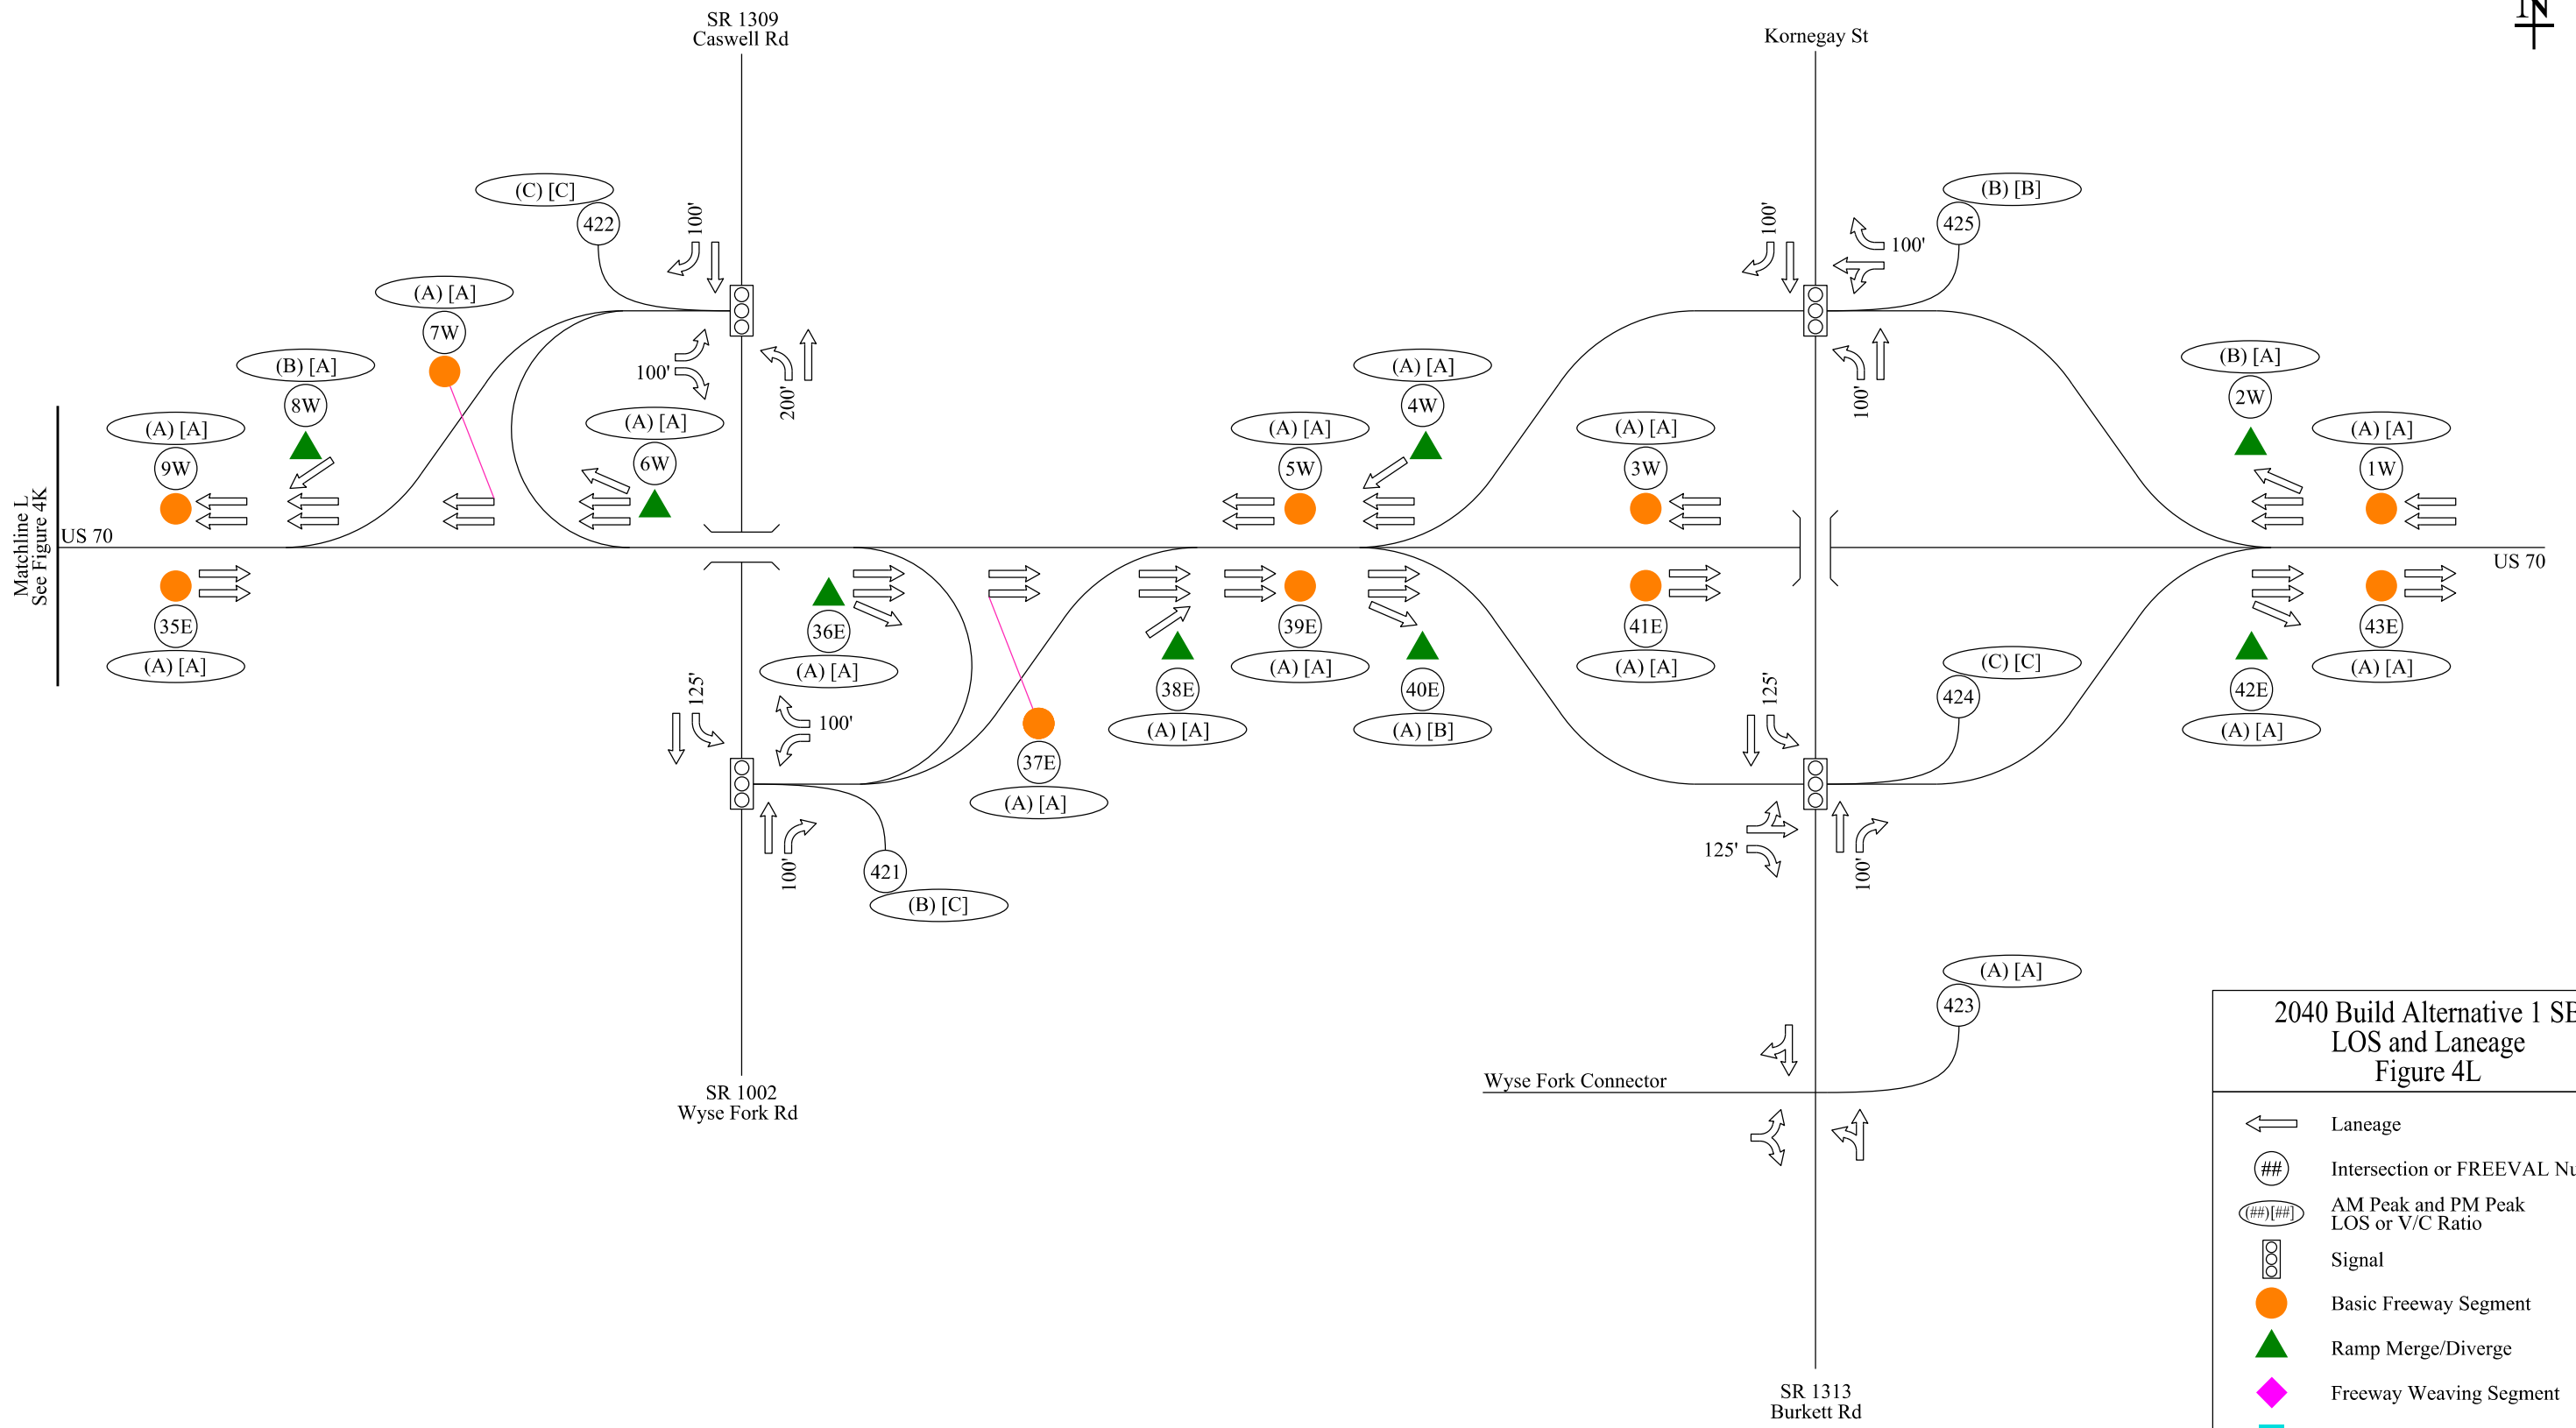 SR 1309
Caswell Rd
Kornegay St
N
(C) [C]
422
100'
100'
(B) [B]
425
100'
(A) [A]
7W
(B) [A]
8W
100'
200'
(A) [A]
4W
100'
(B) [A]
2W
(A) [A]
9W
(A) [A]
6W
(A) [A]
5W
(A) [A]
3W
(A) [A]
1W
Matchline L
See Figure 4K
US 70
US 70
35E
(A) [A]
36E
(A) [A]
39E
(A) [A]
41E
(A) [A]
43E
(A) [A]
125'
100'
38E
(A) [A]
40E
(A) [B]
125'
(C) [C]
424
42E
(A) [A]
37E
(A) [A]
100'
421
(B) [C]
125'
100'
(A) [A]
423
Wyse Fork Connector
SR 1002
Wyse Fork Rd
SR 1313
Burkett Rd
2040 Build Alternative 1 SB
LOS and Laneage
Figure 4L
Laneage
## Intersection or FREEVAL Nu
(##)[##] AM Peak and PM Peak
LOS or V/C Ratio
Signal
Basic Freeway Segment
Ramp Merge/Diverge
Freeway Weaving Segment